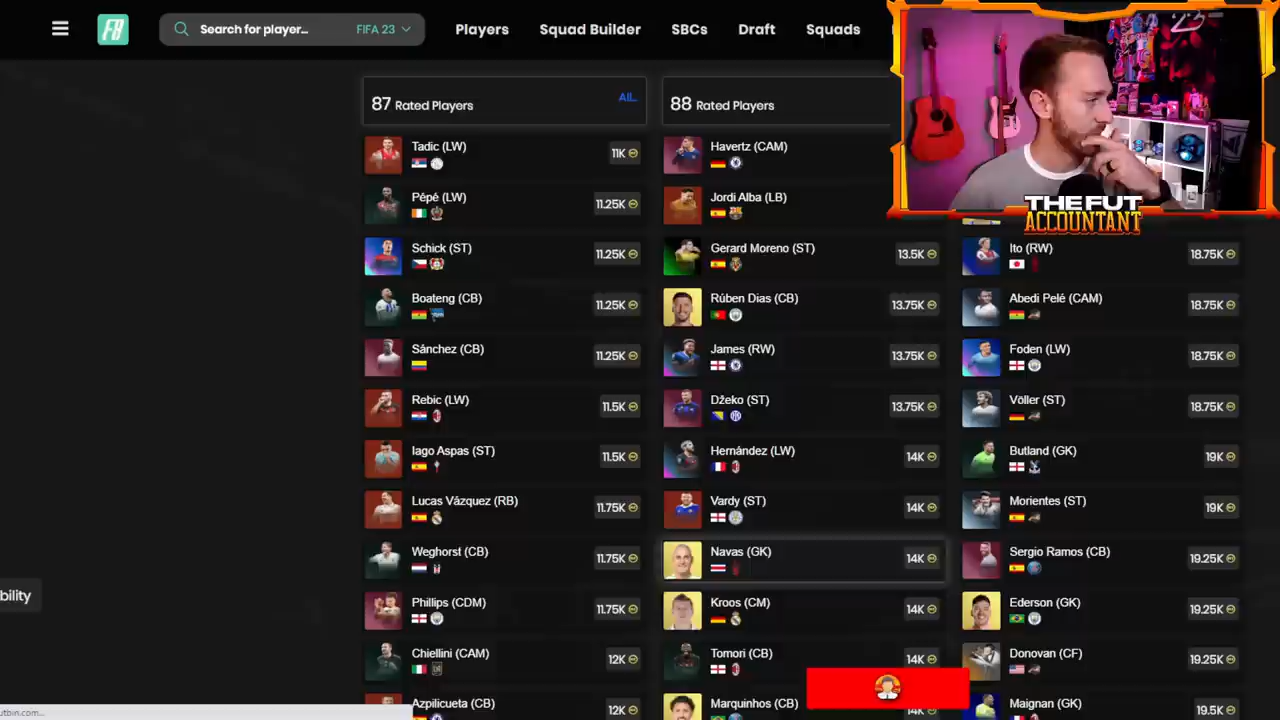 FB
Search for player...
FIFA 23
Players
Squad Builder
SBCs
Draft
Squads
THE FUT
ACCOUNTANT
87 Rated Players
All..
Tadic (LW)
11K
Pépé (LW)
11.25K
Schick (ST)
11.25K
Boateng (CB)
11.25K
Sánchez (CB)
11.25K
Rebic (LW)
11.5K
Iago Aspas (ST)
11.5K
Lucas Vázquez (RB)
11.75K
Weghorst (CB)
11.75K
Phillips (CDM)
11.75K
Chiellini (CAM)
12K
Azpilicueta (CB)
12K
88 Rated Players
Havertz (CAM)
Jordi Alba (LB)
Gerard Moreno (ST)
13.5K
Rúben Dias (CB)
13.75K
James (RW)
13.75K
Džeko (ST)
13.75K
Hernández (LW)
14K
Vardy (ST)
14K
Navas (GK)
14K
Kroos (CM)
14K
Tomori (CB)
14K
Marquinhos (CB)
14K
Ito (RW)
18.75K
Abedi Pelé (CAM)
18.75K
Foden (LW)
18.75K
Völler (ST)
18.75K
Butland (GK)
19K
Morientes (ST)
19K
Sergio Ramos (CB)
19.25K
Ederson (GK)
19.25K
Donovan (CF)
19.25K
Maignan (GK)
19.5K
bility
utbin.com...